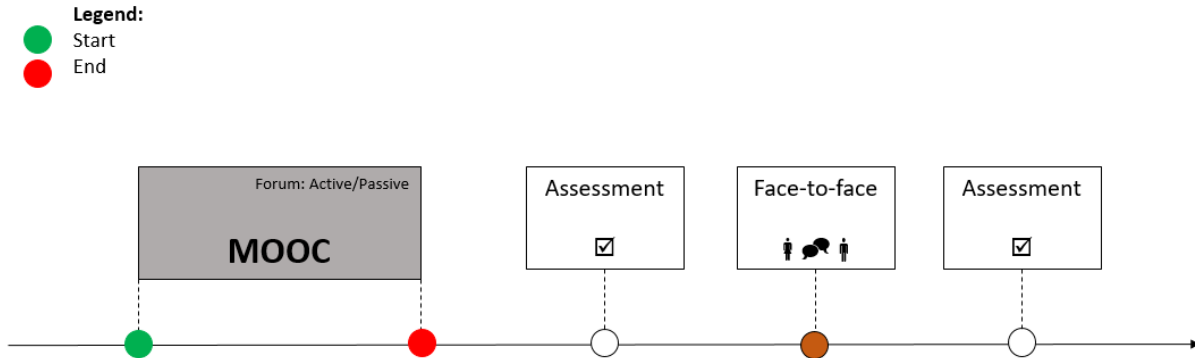 Legend:
Start
End
Forum: Active/Passive
MOOC
Assessment
Face-to-face
Assessment